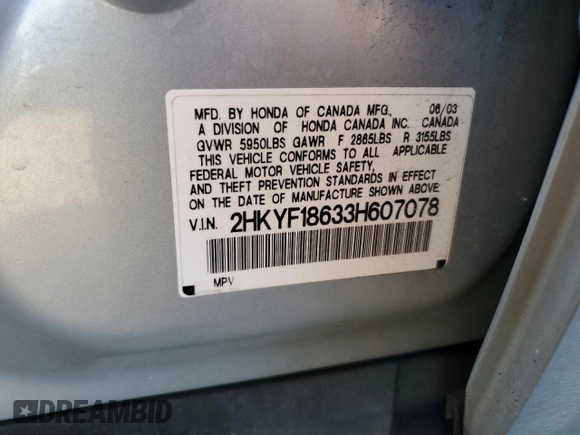 MFD. BY HONDA OF CANADA MFG., 06/03
A DIVISION OF HONDA CANADA INC. CANADA
GVWR 5950LBS GAWR F 2865LBS R 3155LBS
THIS VEHICLE CONFORMS TO ALL APPLICABLE
FEDERAL MOTOR VEHICLE SAFETY,
AND THEFT PREVENTION STANDARDS IN EFFECT
ON THE DATE OF MANUFACTURE SHOWN ABOVE.
V.I.N. 2HKYF18633H607078
MPV
DREAMBID